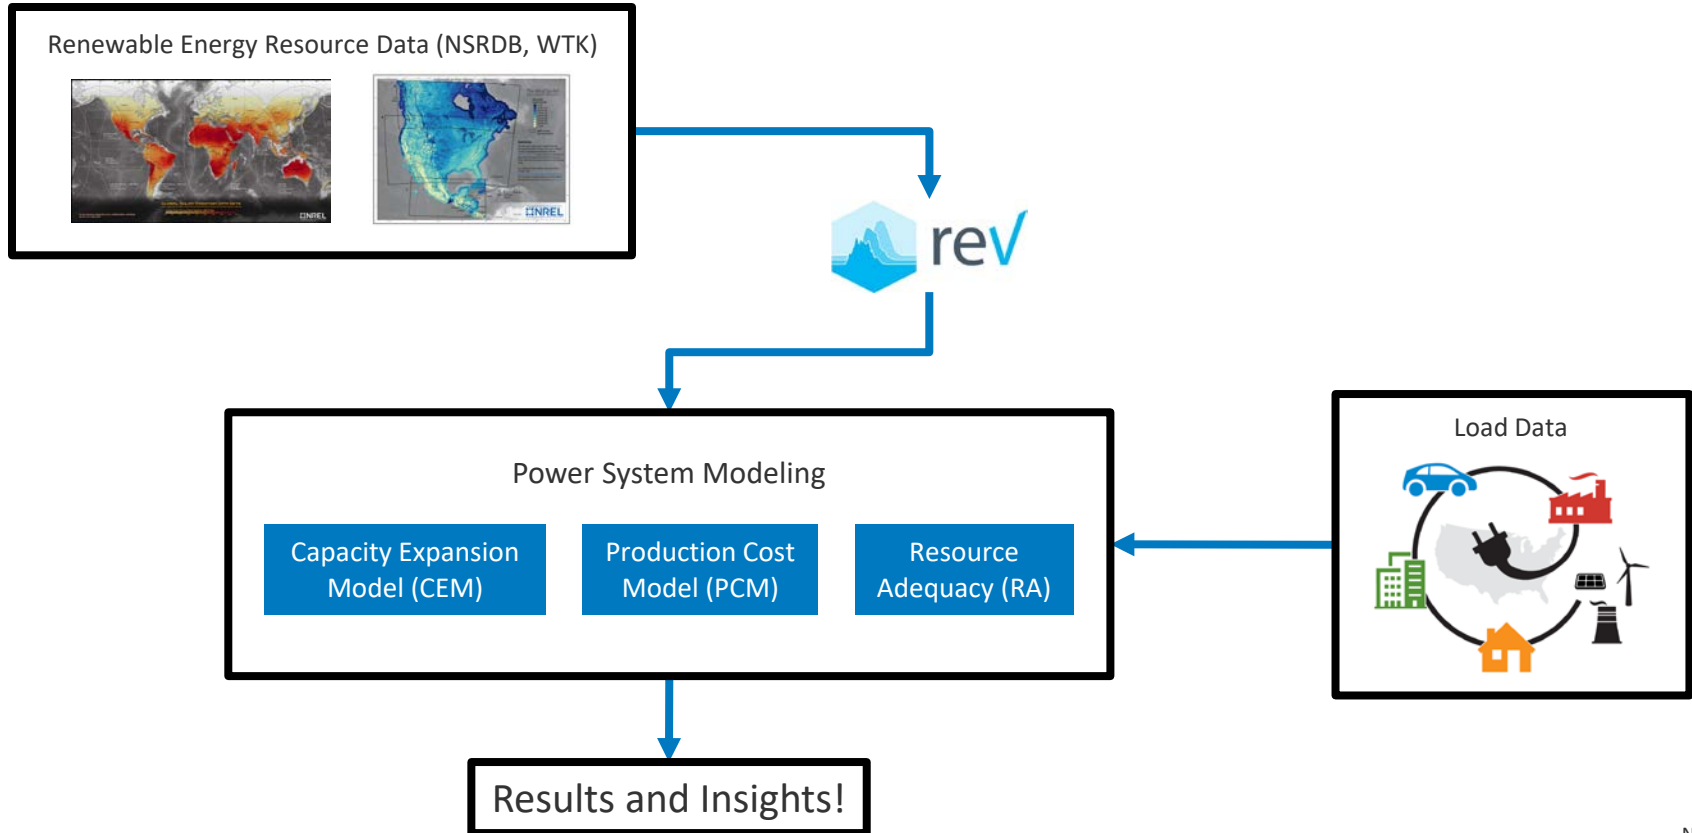 Renewable Energy Resource Data (NSRDB, WTK)
NREL
NREL
reV
Power System Modeling
Capacity Expansion
Model (CEM)
Production Cost
Model (PCM)
Resource
Adequacy (RA)
Load Data
Results and Insights!
N